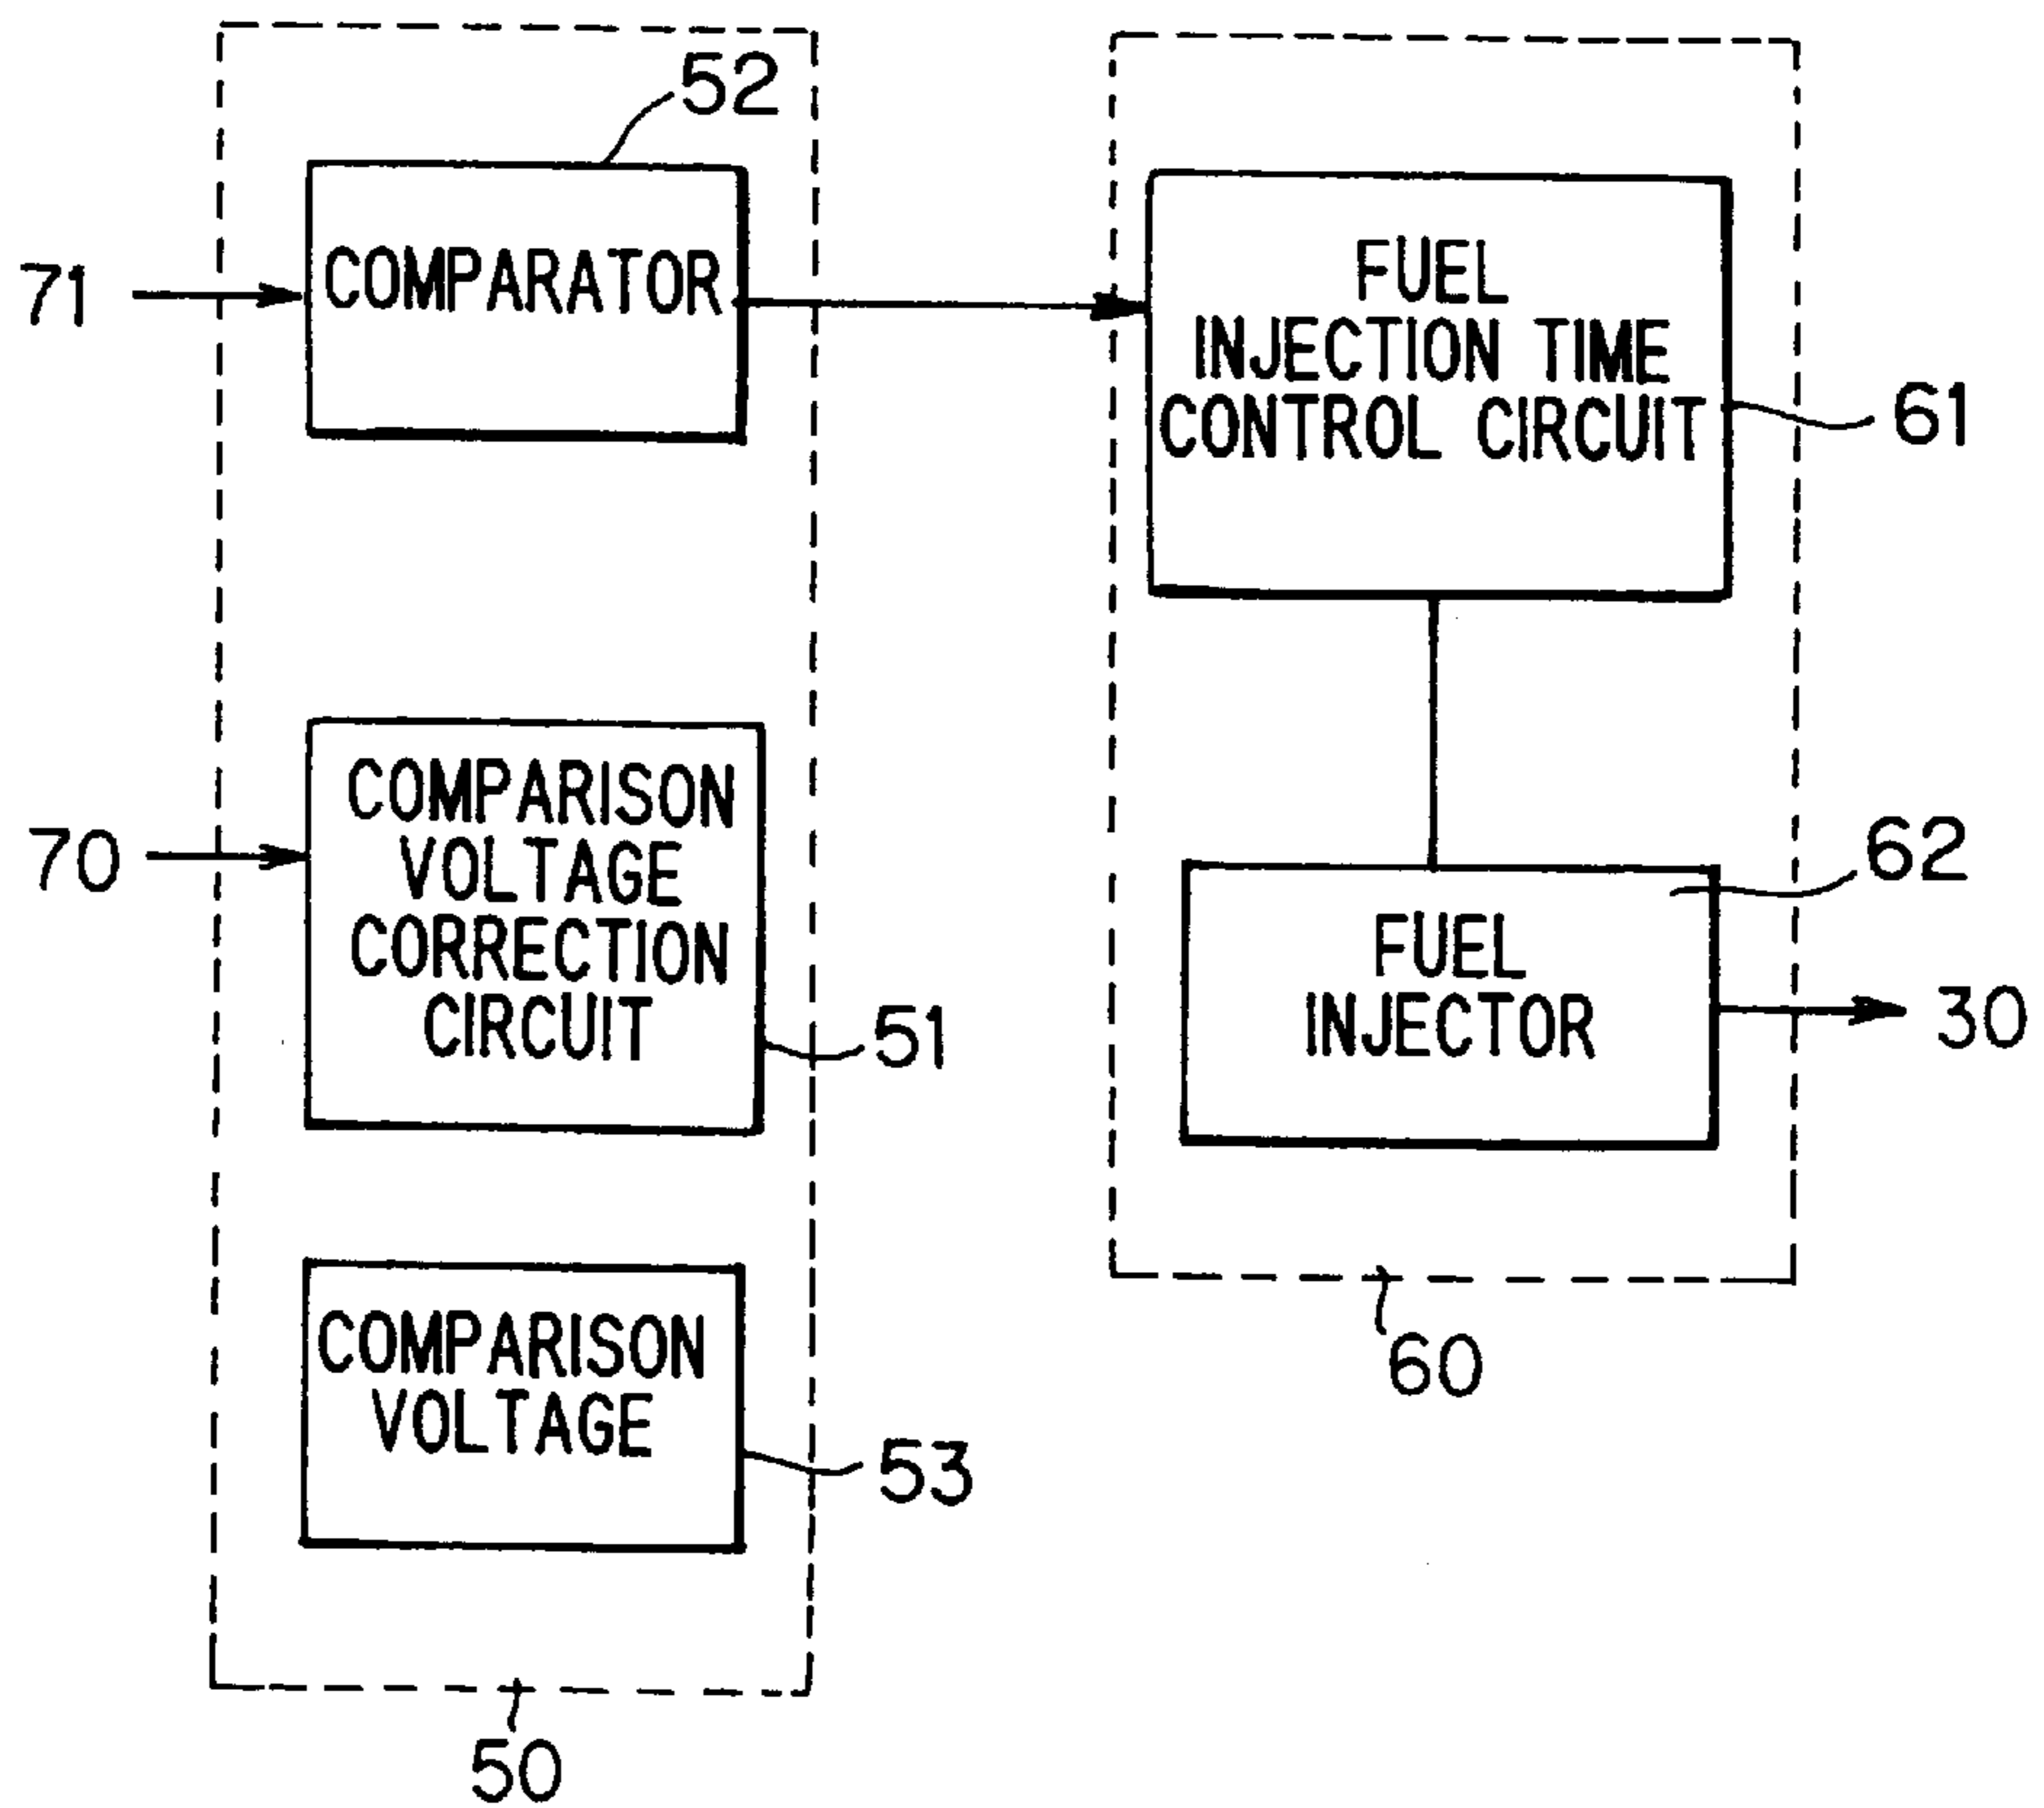 52
71
COMPARATOR
FUEL
INJECTION TIME
CONTROL CIRCUIT
61
70
COMPARISON
VOLTAGE
CORRECTION
CIRCUIT
51
62
FUEL
INJECTOR
30
COMPARISON
VOLTAGE
53
60
50